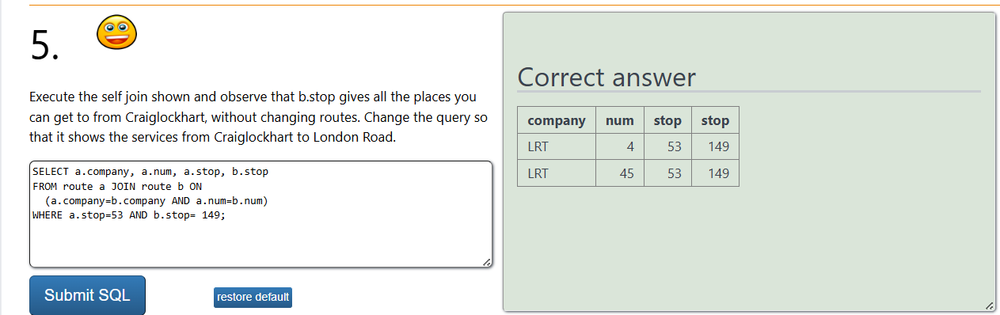 5.
Execute the self join shown and observe that b.stop gives all the places you
can get to from Craiglockhart, without changing routes. Change the query so
that it shows the services from Craiglockhart to London Road.
SELECT a.company, a.num, a.stop, b.stop
FROM route a JOIN route b ON
  (a.company=b.company AND a.num=b.num)
WHERE a.stop=53 AND b.stop= 149;
Submit SQL
restore default
Correct answer
company num stop stop
LRT 4 53 149
LRT 45 53 149